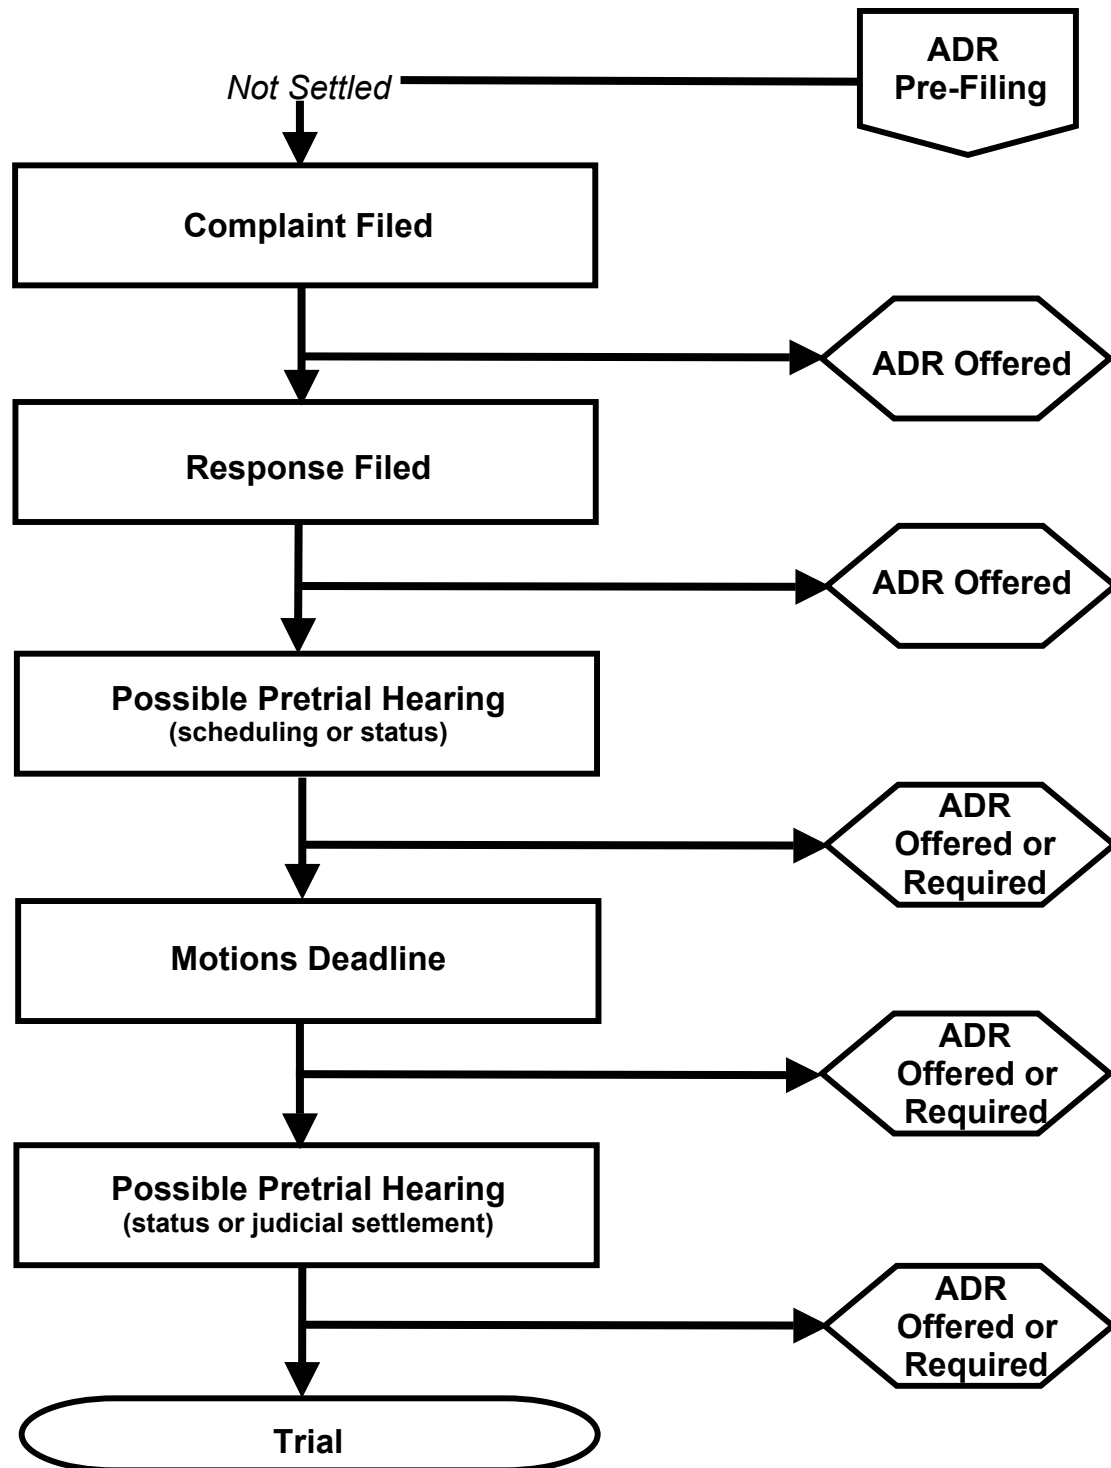 ADR
Pre-Filing
Not Settled
Complaint Filed
ADR Offered
Response Filed
ADR Offered
Possible Pretrial Hearing
(scheduling or status)
ADR
Offered or
Required
Motions Deadline
ADR
Offered or
Required
Possible Pretrial Hearing
(status or judicial settlement)
ADR
Offered or
Required
Trial